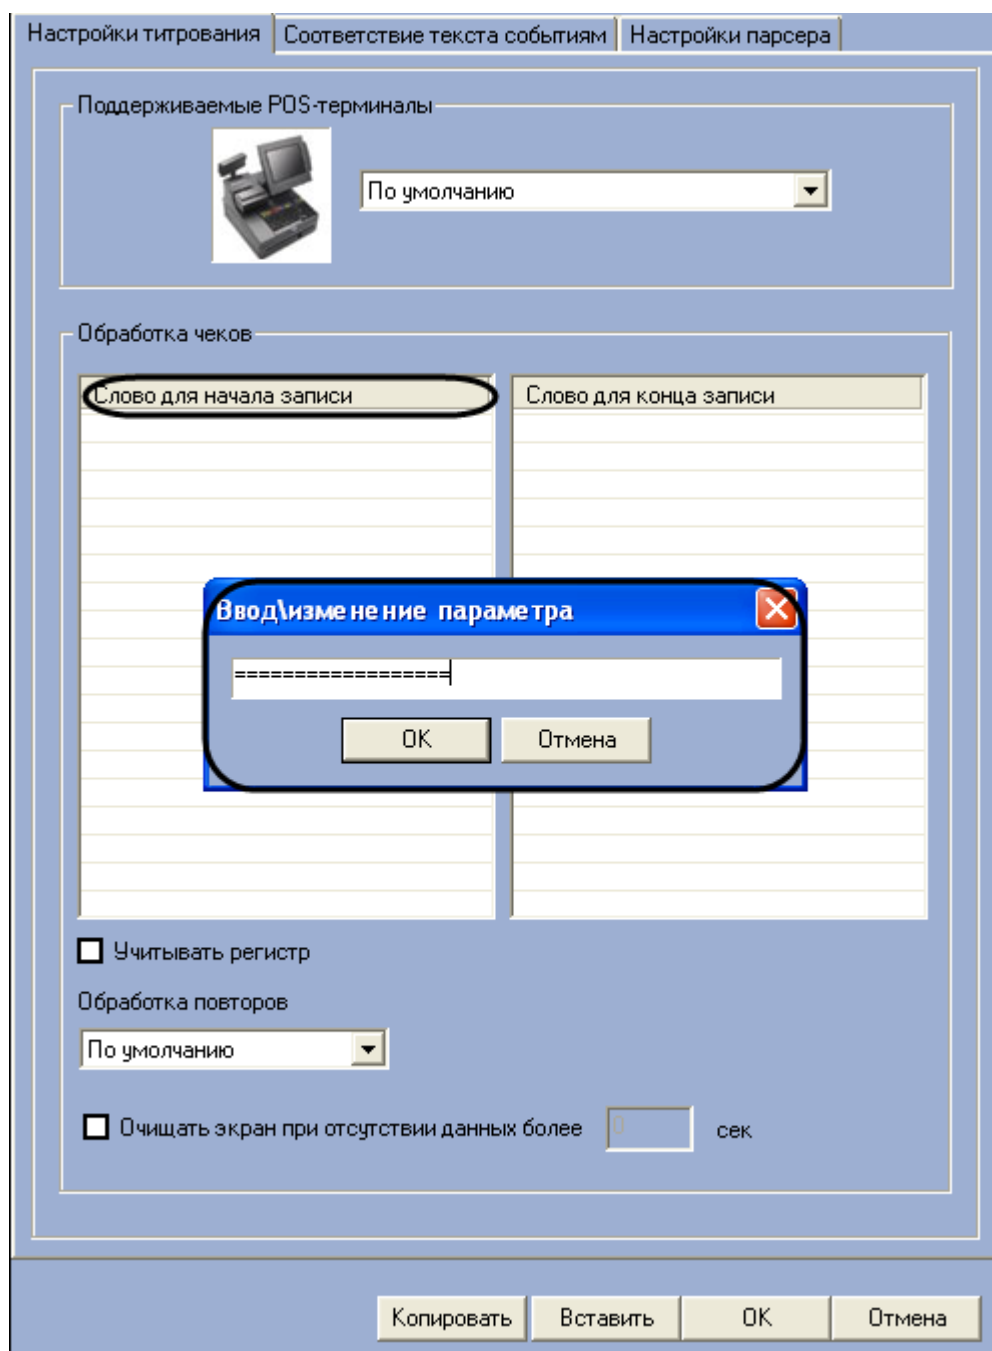 Настройки титрования
Соответствие текста событиям
Настройки парсера
Поддерживаемые POS-терминалы
По умолчанию
Обработка чеков
Слово для начала записи
Слово для конца записи
Ввод\изменение параметра
==================
OK
Отмена
Учитывать регистр
Обработка повторов
По умолчанию
Очищать экран при отсутствии данных более 0 сек
Копировать
Вставить
OK
Отмена